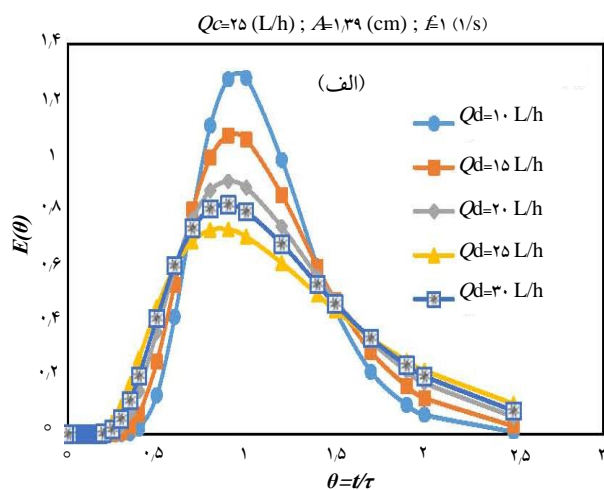 Qc=۲۵ (L/h) ; A=۱٫۳۹ (cm) ; f=۱ (۱/s)
(الف)
Qd=۱۰ L/h
Qd=۱۵ L/h
Qd=۲۰ L/h
Qd=۲۵ L/h
Qd=۳۰ L/h
E(θ)
۱٫۴
۱٫۲
۱
۰٫۸
۰٫۶
۰٫۴
۰٫۲
۰
۰ ۰٫۵ ۱ ۱٫۵ ۲ ۲٫۵ ۳
θ=t/τ